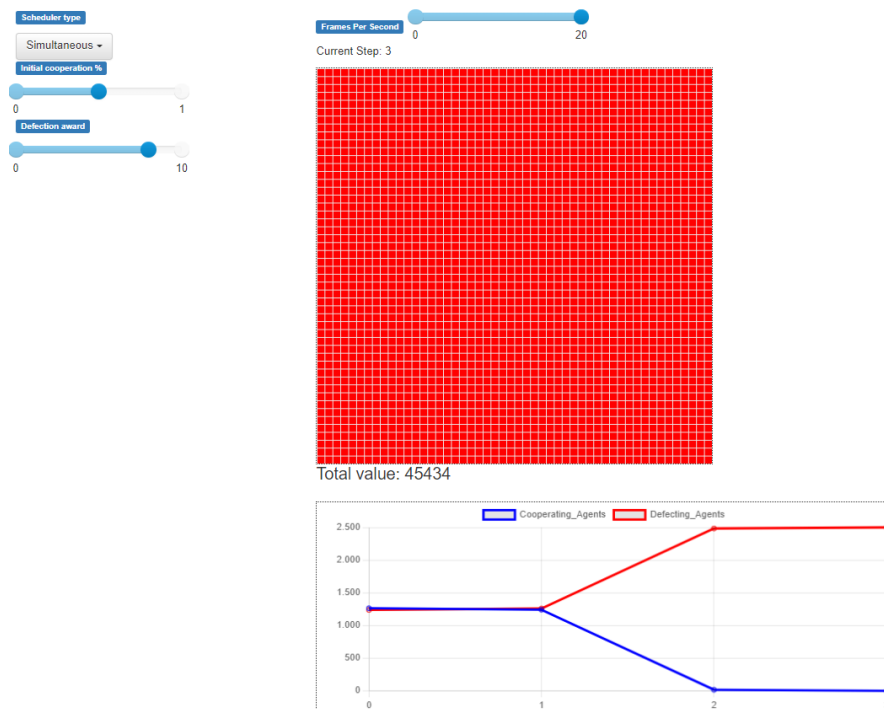 Scheduler type
Simultaneous
Initial cooperation %
0 1
Defection award
0 10
Frames Per Second
0 20
Current Step: 3
Total value: 45434
Cooperating_Agents Defecting_Agents
2.500
2.000
1.500
1.000
500
0
0 1 2